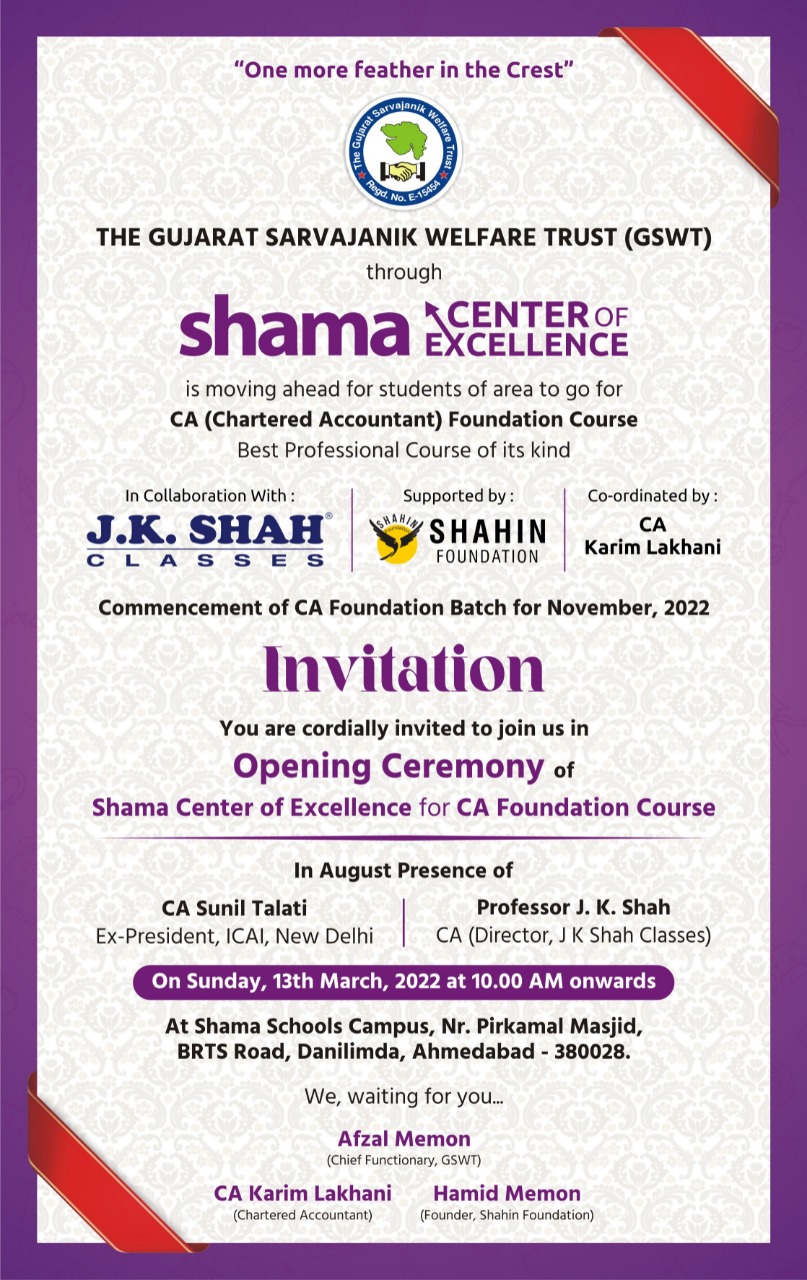 “One more feather in the Crest”
The Gujarat Sarvajanik Welfare Trust
Regd. No. E-15454
THE GUJARAT SARVAJANIK WELFARE TRUST (GSWT)
through
shama CENTER OF EXCELLENCE
is moving ahead for students of area to go for
CA (Chartered Accountant) Foundation Course
Best Professional Course of its kind
In Collaboration With :
J.K. SHAH®
CLASSES
Supported by :
SHAHIN
SHAHIN
FOUNDATION
Co-ordinated by :
CA
Karim Lakhani
Commencement of CA Foundation Batch for November, 2022
Invitation
You are cordially invited to join us in
Opening Ceremony of
Shama Center of Excellence for CA Foundation Course
In August Presence of
CA Sunil Talati
Ex-President, ICAI, New Delhi
Professor J. K. Shah
CA (Director, J K Shah Classes)
On Sunday, 13th March, 2022 at 10.00 AM onwards
At Shama Schools Campus, Nr. Pirkamal Masjid,
BRTS Road, Danilimda, Ahmedabad - 380028.
We, waiting for you...
Afzal Memon
(Chief Functionary, GSWT)
CA Karim Lakhani
(Chartered Accountant)
Hamid Memon
(Founder, Shahin Foundation)